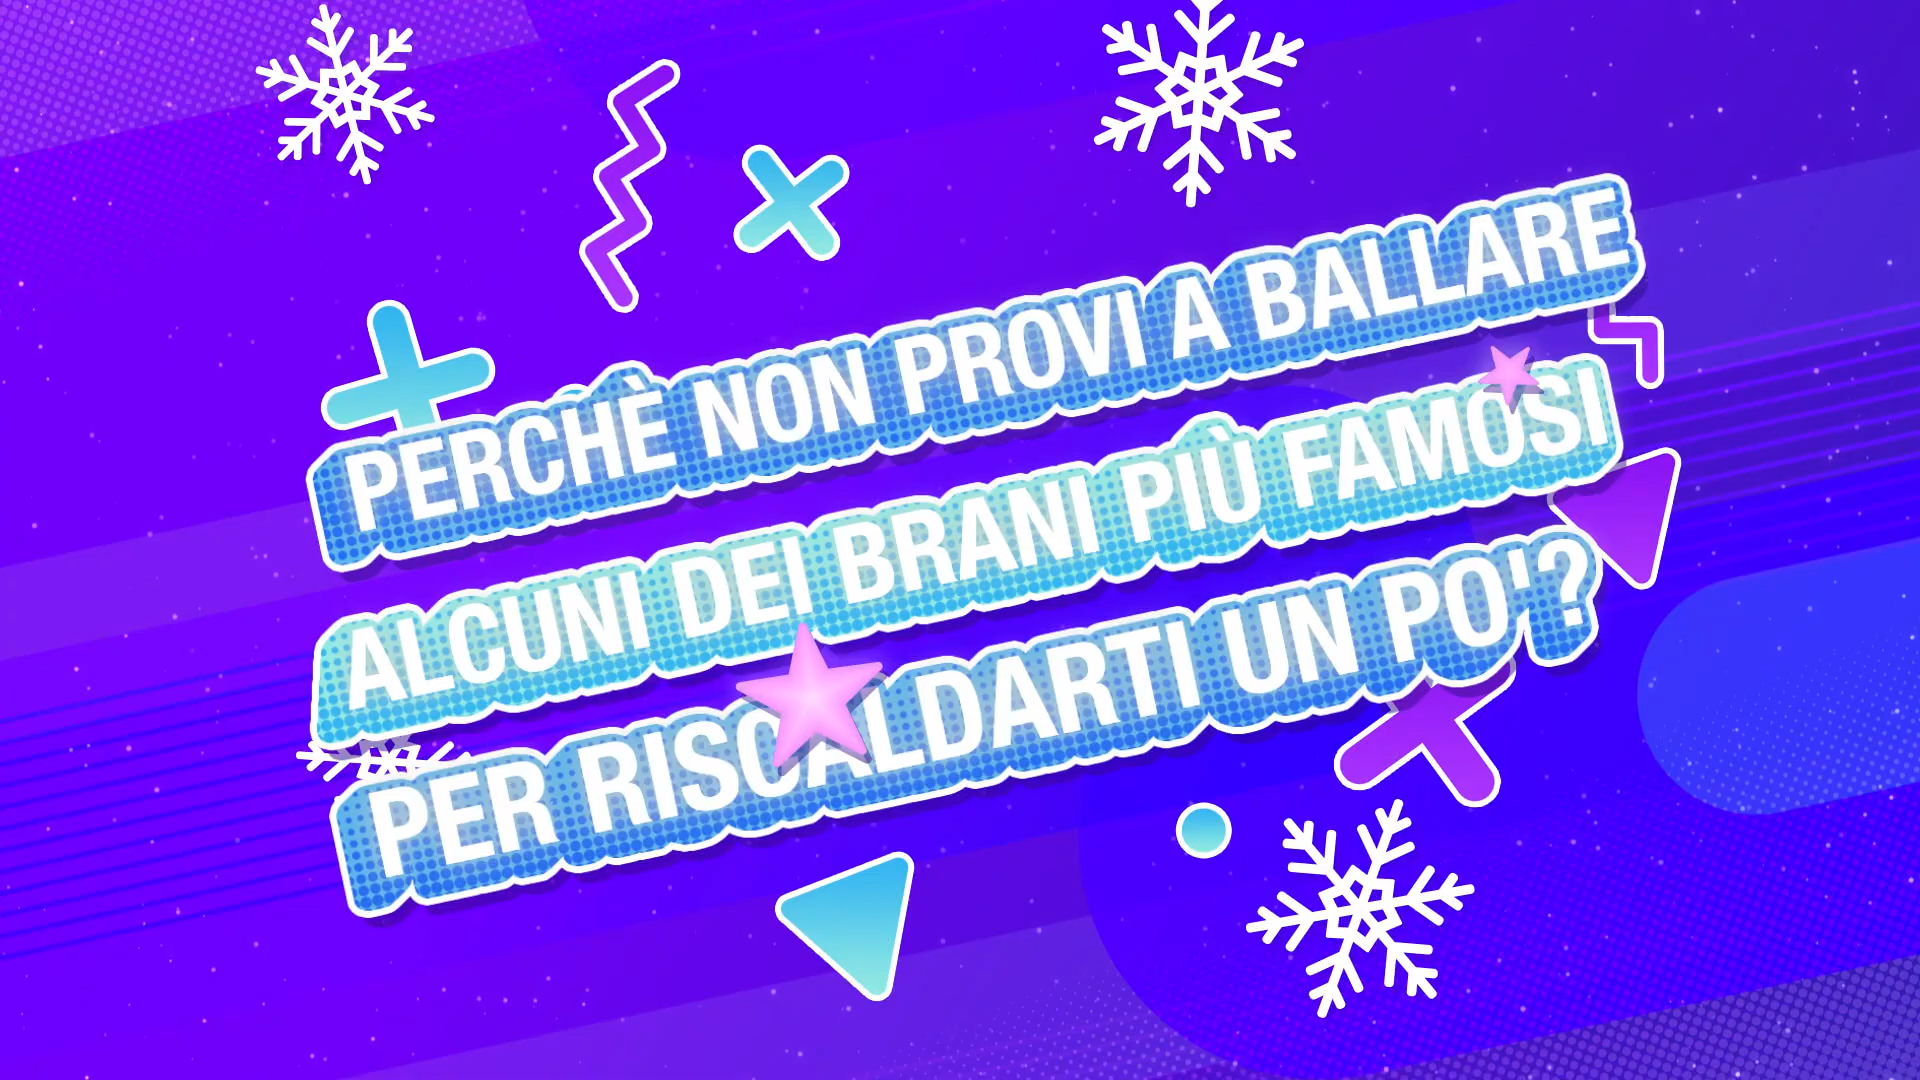 PERCHÈ NON PROVI A BALLARE
ALCUNI DEI BRANI PIÙ FAMOSI
PER RISCALDARTI UN PO'?